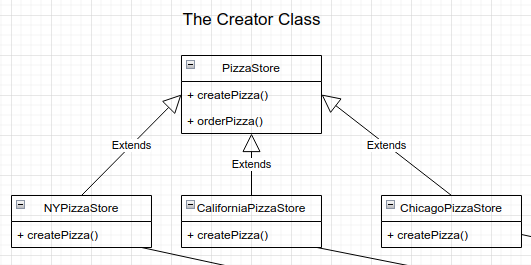 The Creator Class
PizzaStore
+ createPizza()
+ orderPizza()
Extends
Extends
Extends
NYPizzaStore
+ createPizza()
CaliforniaPizzaStore
+ createPizza()
ChicagoPizzaStore
+ createPizza()